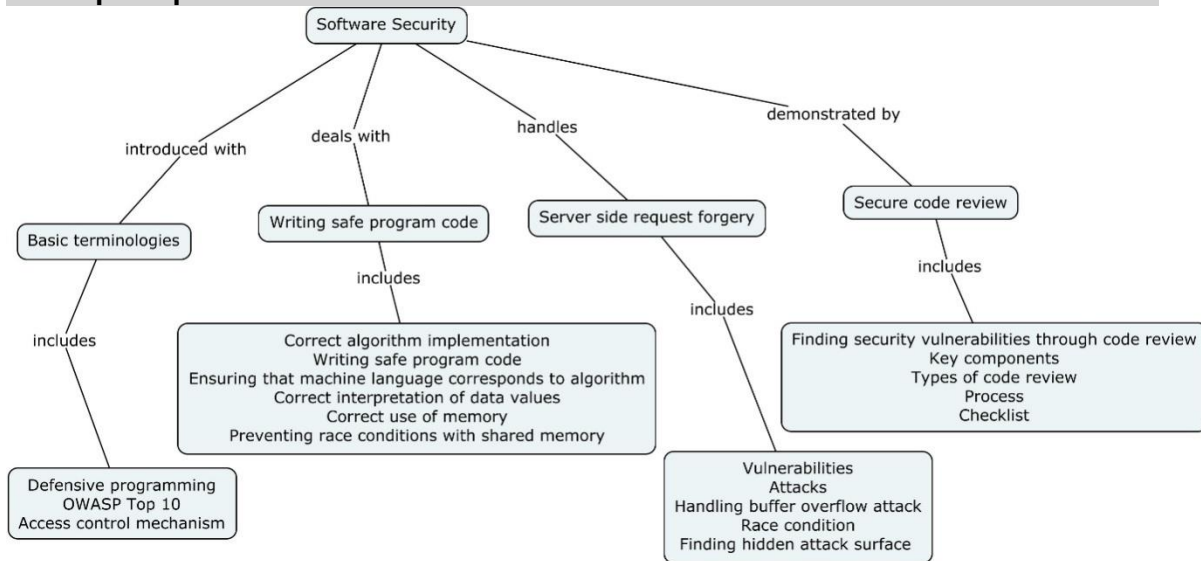 Software Security
introduced with
deals with
handles
demonstrated by
Basic terminologies
Writing safe program code
Server side request forgery
Secure code review
includes
includes
includes
includes
Defensive programming
OWASP Top 10
Access control mechanism
Correct algorithm implementation
Writing safe program code
Ensuring that machine language corresponds to algorithm
Correct interpretation of data values
Correct use of memory
Preventing race conditions with shared memory
Vulnerabilities
Attacks
Handling buffer overflow attack
Race condition
Finding hidden attack surface
Finding security vulnerabilities through code review
Key components
Types of code review
Process
Checklist